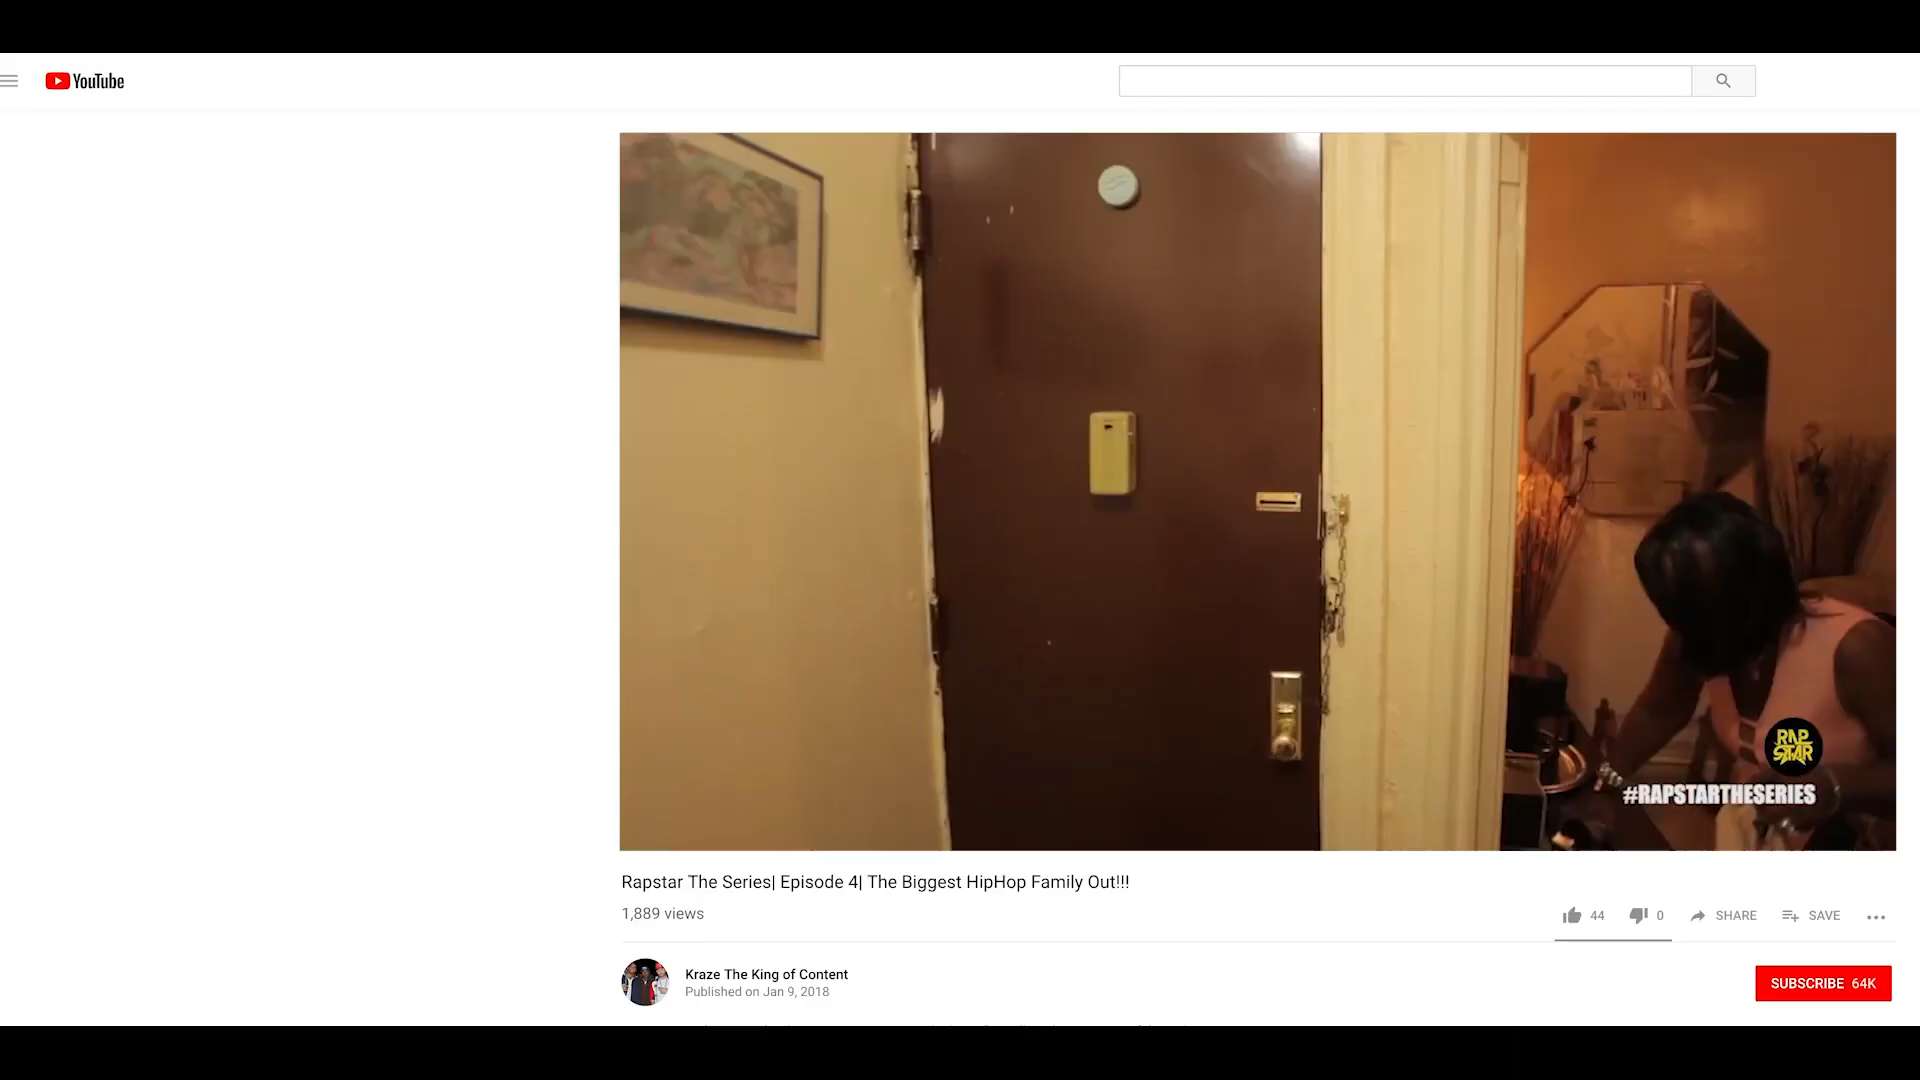 YouTube
RAP
STAR
#RAPSTARTHESERIES
Rapstar The Series| Episode 4| The Biggest HipHop Family Out!!!
1,889 views
44
0
SHARE
SAVE
Kraze The King of Content
Published on Jan 9, 2018
SUBSCRIBE 64K